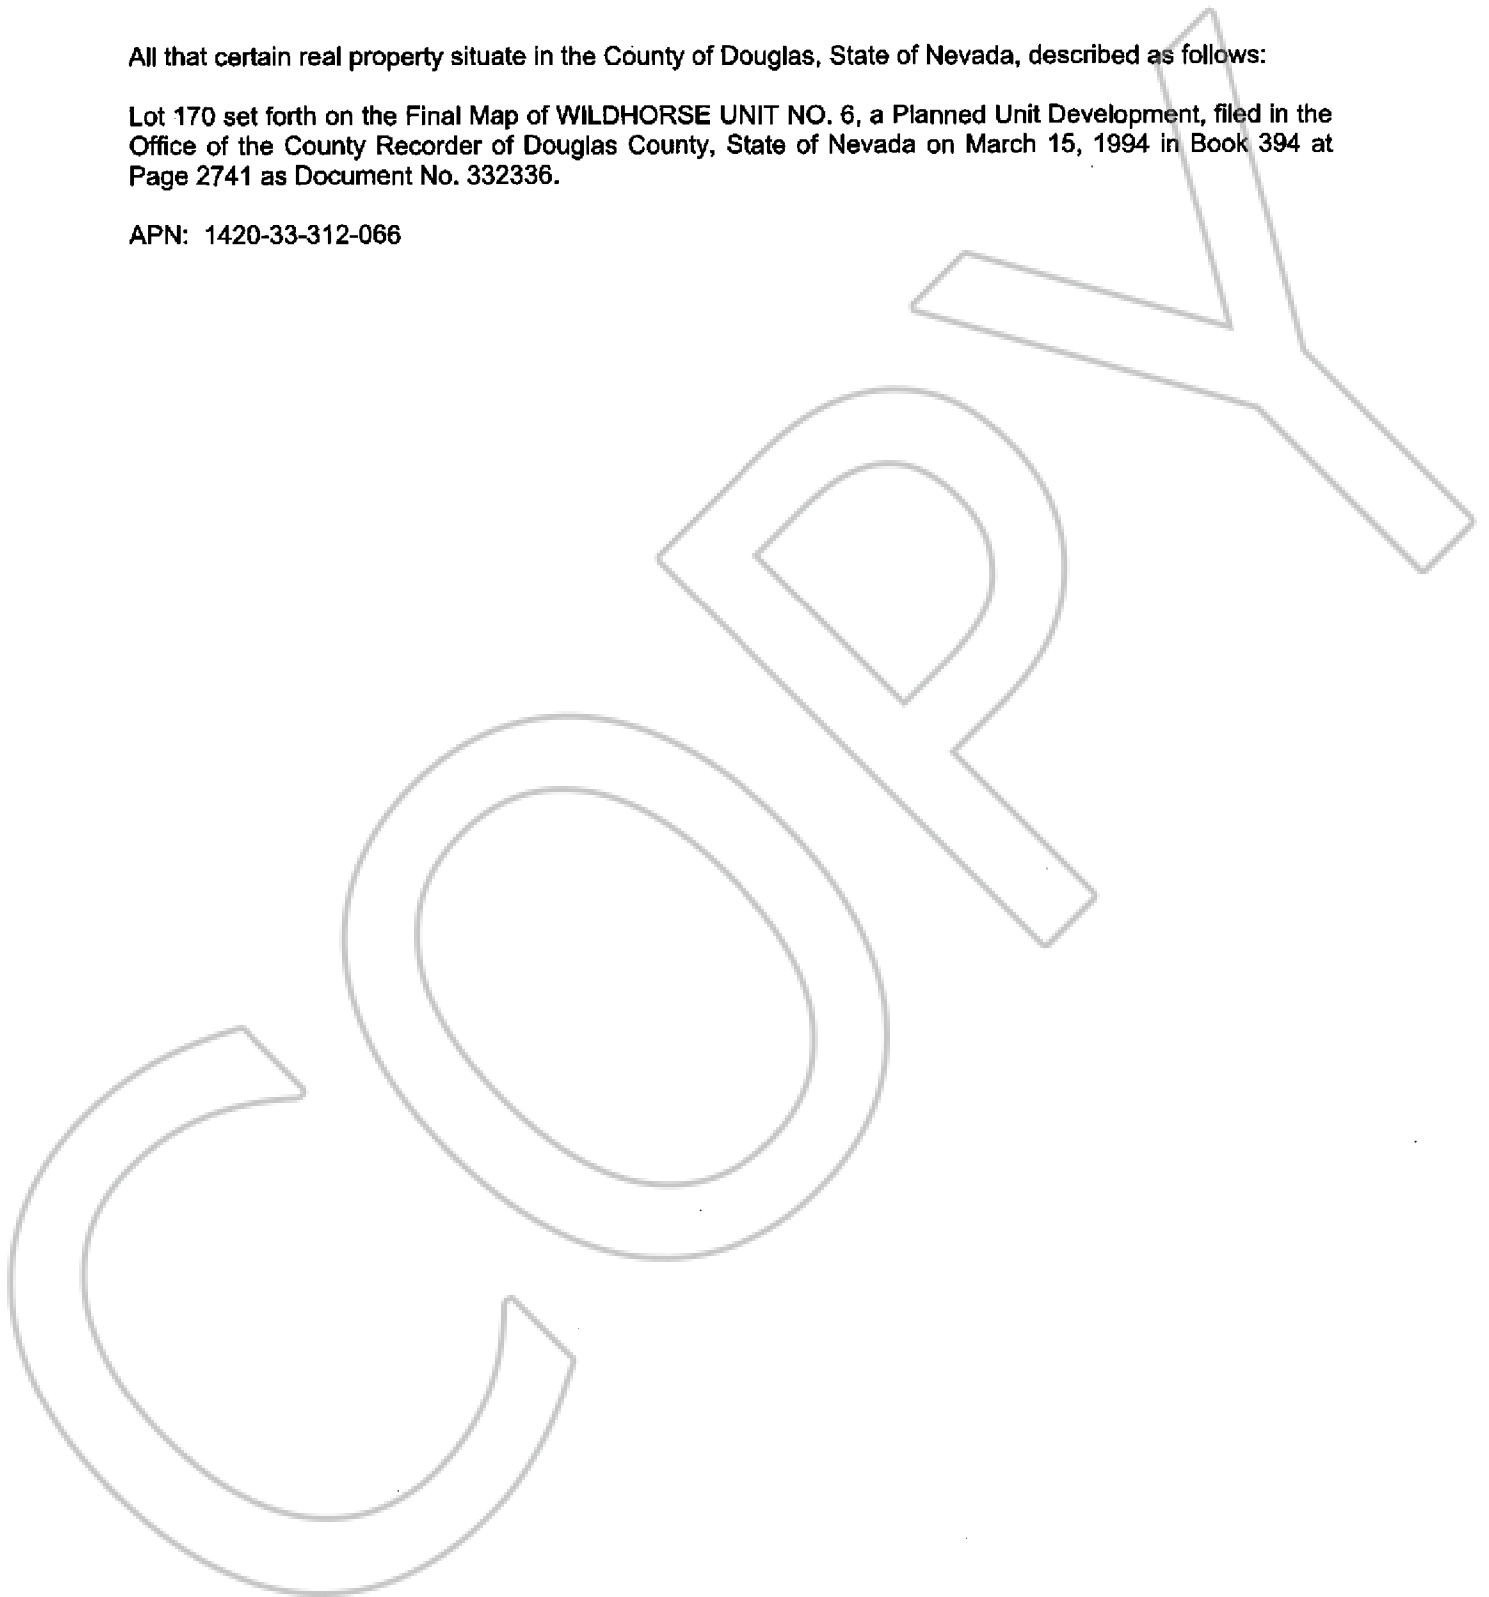 All that certain real property situate in the County of Douglas, State of Nevada, described as follows:
Lot 170 set forth on the Final Map of WILDHORSE UNIT NO. 6, a Planned Unit Development, filed in the
Office of the County Recorder of Douglas County, State of Nevada on March 15, 1994 in Book 394 at
Page 2741 as Document No. 332336.
APN: 1420-33-312-066
COPY